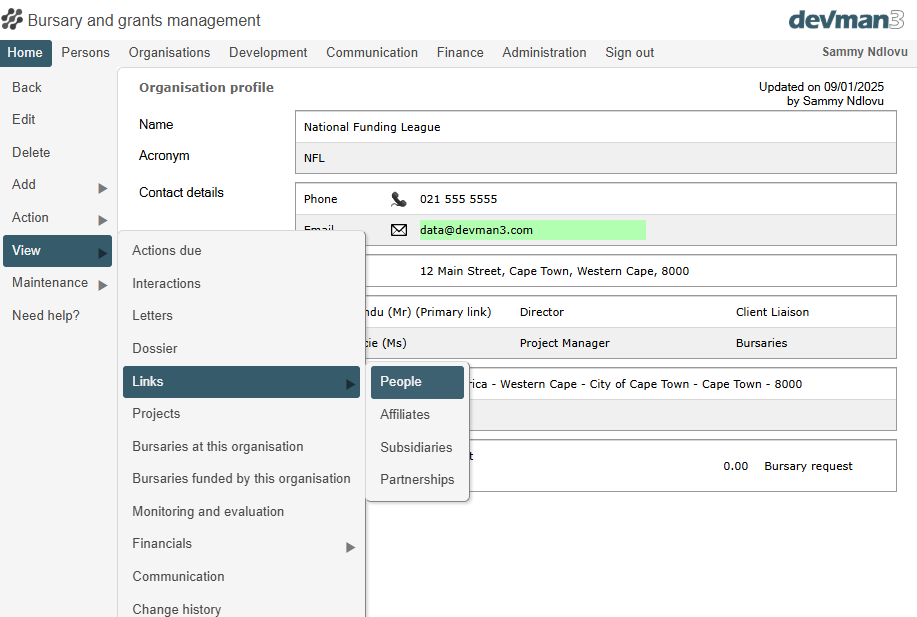 Bursary and grants management
devman3
Home Persons Organisations Development Communication Finance Administration Sign out Sammy Ndlovu
Back
Edit
Delete
Add
Action
View
Maintenance
Need help?
Organisation profile
Updated on 09/01/2025
by Sammy Ndlovu
Name National Funding League
Acronym NFL
Contact details Phone 021 555 5555
Email data@devman3.com
12 Main Street, Cape Town, Western Cape, 8000
(Mr) (Primary link) Director Client Liaison
(Ms) Project Manager Bursaries
- Western Cape - City of Cape Town - Cape Town - 8000
0.00 Bursary request
Actions due
Interactions
Letters
Dossier
Links
Projects
Bursaries at this organisation
Bursaries funded by this organisation
Monitoring and evaluation
Financials
Communication
Change history
People
Affiliates
Subsidiaries
Partnerships